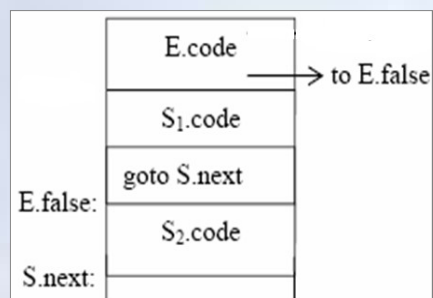 E.code
to E.false
S₁.code
goto S.next
E.false:
S₂.code
S.next: